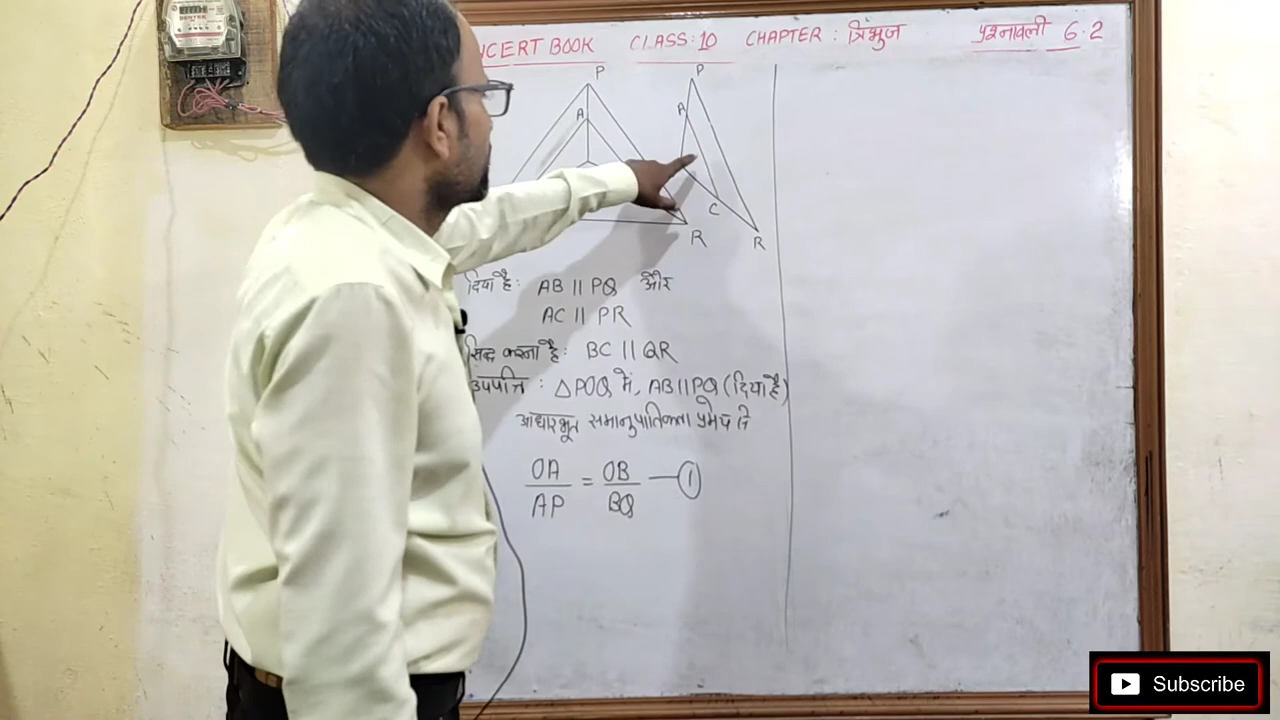 NCERT BOOK CLASS: 10 CHAPTER : त्रिभुज प्रश्नावली 6.2
P
A
R
P
A
C
R
दिया है: AB || PQ और
AC || PR
सिद्ध करना है: BC || QR
उपपत्ति : △POQ में, AB || PQ (दिया है)
आधारभूत समानुपातिकता प्रमेय से
OA/AP = OB/BQ —①
Subscribe